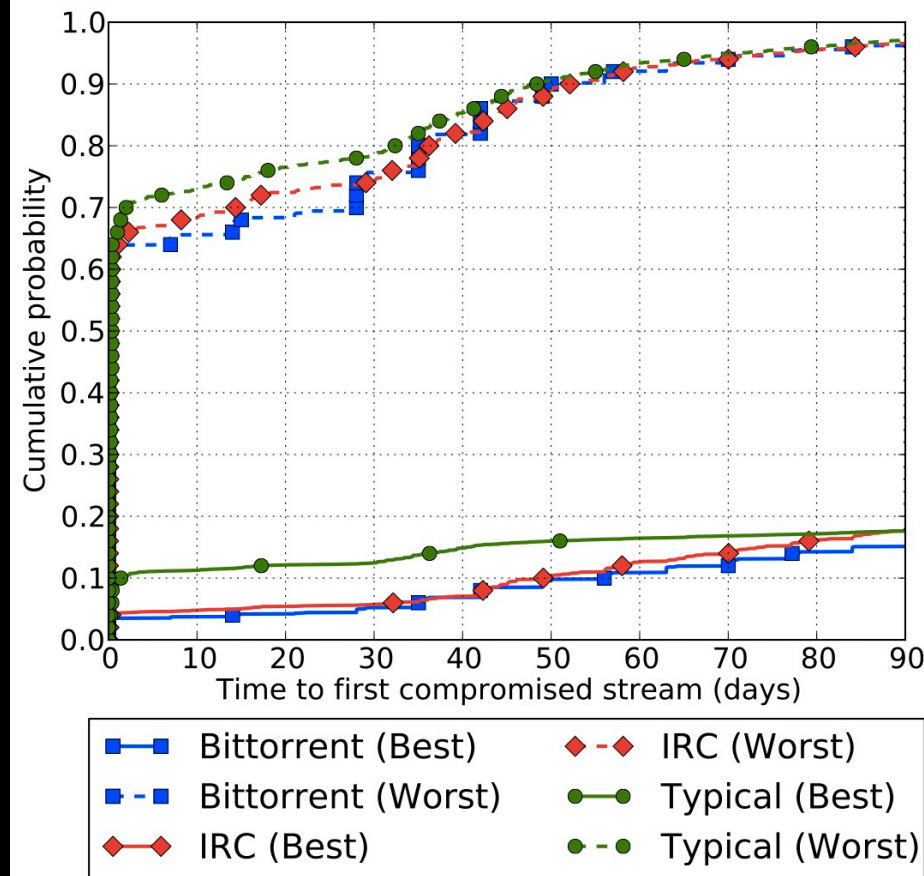 1.0
0.9
0.8
0.7
0.6
0.5
0.4
0.3
0.2
0.1
0.0
Cumulative probability
0 10 20 30 40 50 60 70 80 90
Time to first compromised stream (days)
Bittorrent (Best)
Bittorrent (Worst)
IRC (Best)
IRC (Worst)
Typical (Best)
Typical (Worst)